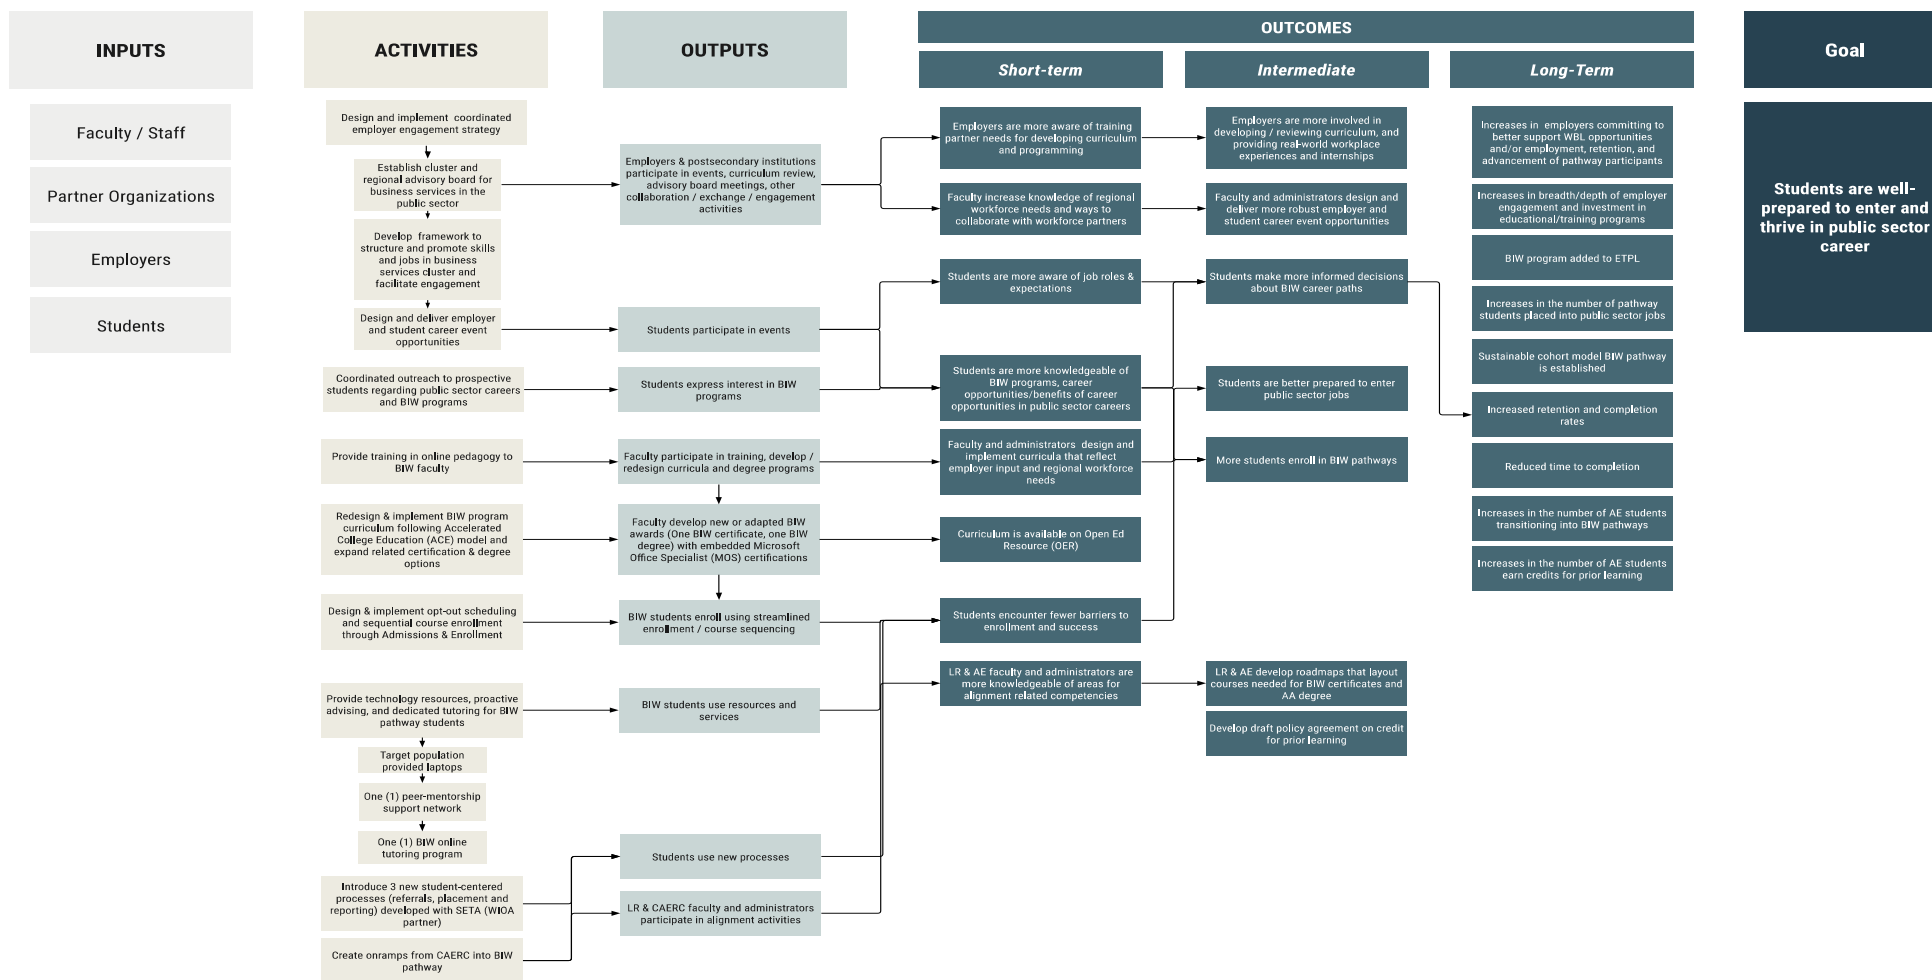 INPUTS
Faculty / Staff
Partner Organizations
Employers
Students
ACTIVITIES
Design and implement coordinated
employer engagement strategy
Establish cluster and
regional advisory board for
business services in the
public sector
Develop framework to
structure and promote skills
and jobs in business
services cluster and
facilitate engagement
Design and deliver employer
and student career event
opportunities
Coordinated outreach to prospective
students regarding public sector careers
and BIW programs
Provide training in online pedagogy to
BIW faculty
Redesign & implement BIW program
curriculum following Accelerated
College Education (ACE) model and
expand related certification & degree
options
Design & implement opt-out scheduling
and sequential course enrollment
through Admissions & Enrollment
Provide technology resources, proactive
advising, and dedicated tutoring for BIW
pathway students
Target population
provided laptops
One (1) peer-mentorship
support network
One (1) BIW online
tutoring program
Introduce 3 new student-centered
processes (referrals, placement and
reporting) developed with SETA (WIOA
partner)
Create onramps from CAERC into BIW
pathway
OUTPUTS
Employers & postsecondary institutions
participate in events, curriculum review,
advisory board meetings, other
collaboration / exchange / engagement
activities
Students participate in events
Students express interest in BIW
programs
Faculty participate in training, develop /
redesign curricula and degree programs
Faculty develop new or adapted BIW
awards (One BIW certificate, one BIW
degree) with embedded Microsoft
Office Specialist (MOS) certifications
BIW students enroll using streamlined
enrollment / course sequencing
BIW students use resources and
services
Students use new processes
LR & CAERC faculty and administrators
participate in alignment activities
OUTCOMES
Short-term
Employers are more aware of training
partner needs for developing curriculum
and programming
Faculty increase knowledge of regional
workforce needs and ways to
collaborate with workforce partners
Students are more aware of job roles &
expectations
Students are more knowledgeable of
BIW programs, career
opportunities/benefits of career
opportunities in public sector careers
Faculty and administrators design and
implement curricula that reflect
employer input and regional workforce
needs
Curriculum is available on Open Ed
Resource (OER)
Students encounter fewer barriers to
enrollment and success
LR & AE faculty and administrators are
more knowledgeable of areas for
alignment related competencies
Intermediate
Employers are more involved in
developing / reviewing curriculum, and
providing real-world workplace
experiences and internships
Faculty and administrators design and
deliver more robust employer and
student career event opportunities
Students make more informed decisions
about BIW career paths
Students are better prepared to enter
public sector jobs
More students enroll in BIW pathways
LR & AE develop roadmaps that layout
courses needed for BIW certificates and
AA degree
Develop draft policy agreement on credit
for prior learning
Long-Term
Increases in employers committing to
better support WBL opportunities
and/or employment, retention, and
advancement of pathway participants
Increases in breadth/depth of employer
engagement and investment in
educational/training programs
BIW program added to ETPL
Increases in the number of pathway
students placed into public sector jobs
Sustainable cohort model BIW pathway
is established
Increased retention and completion
rates
Reduced time to completion
Increases in the number of AE students
transitioning into BIW pathways
Increases in the number of AE students
earn credits for prior learning
Goal
Students are well-
prepared to enter and
thrive in public sector
career